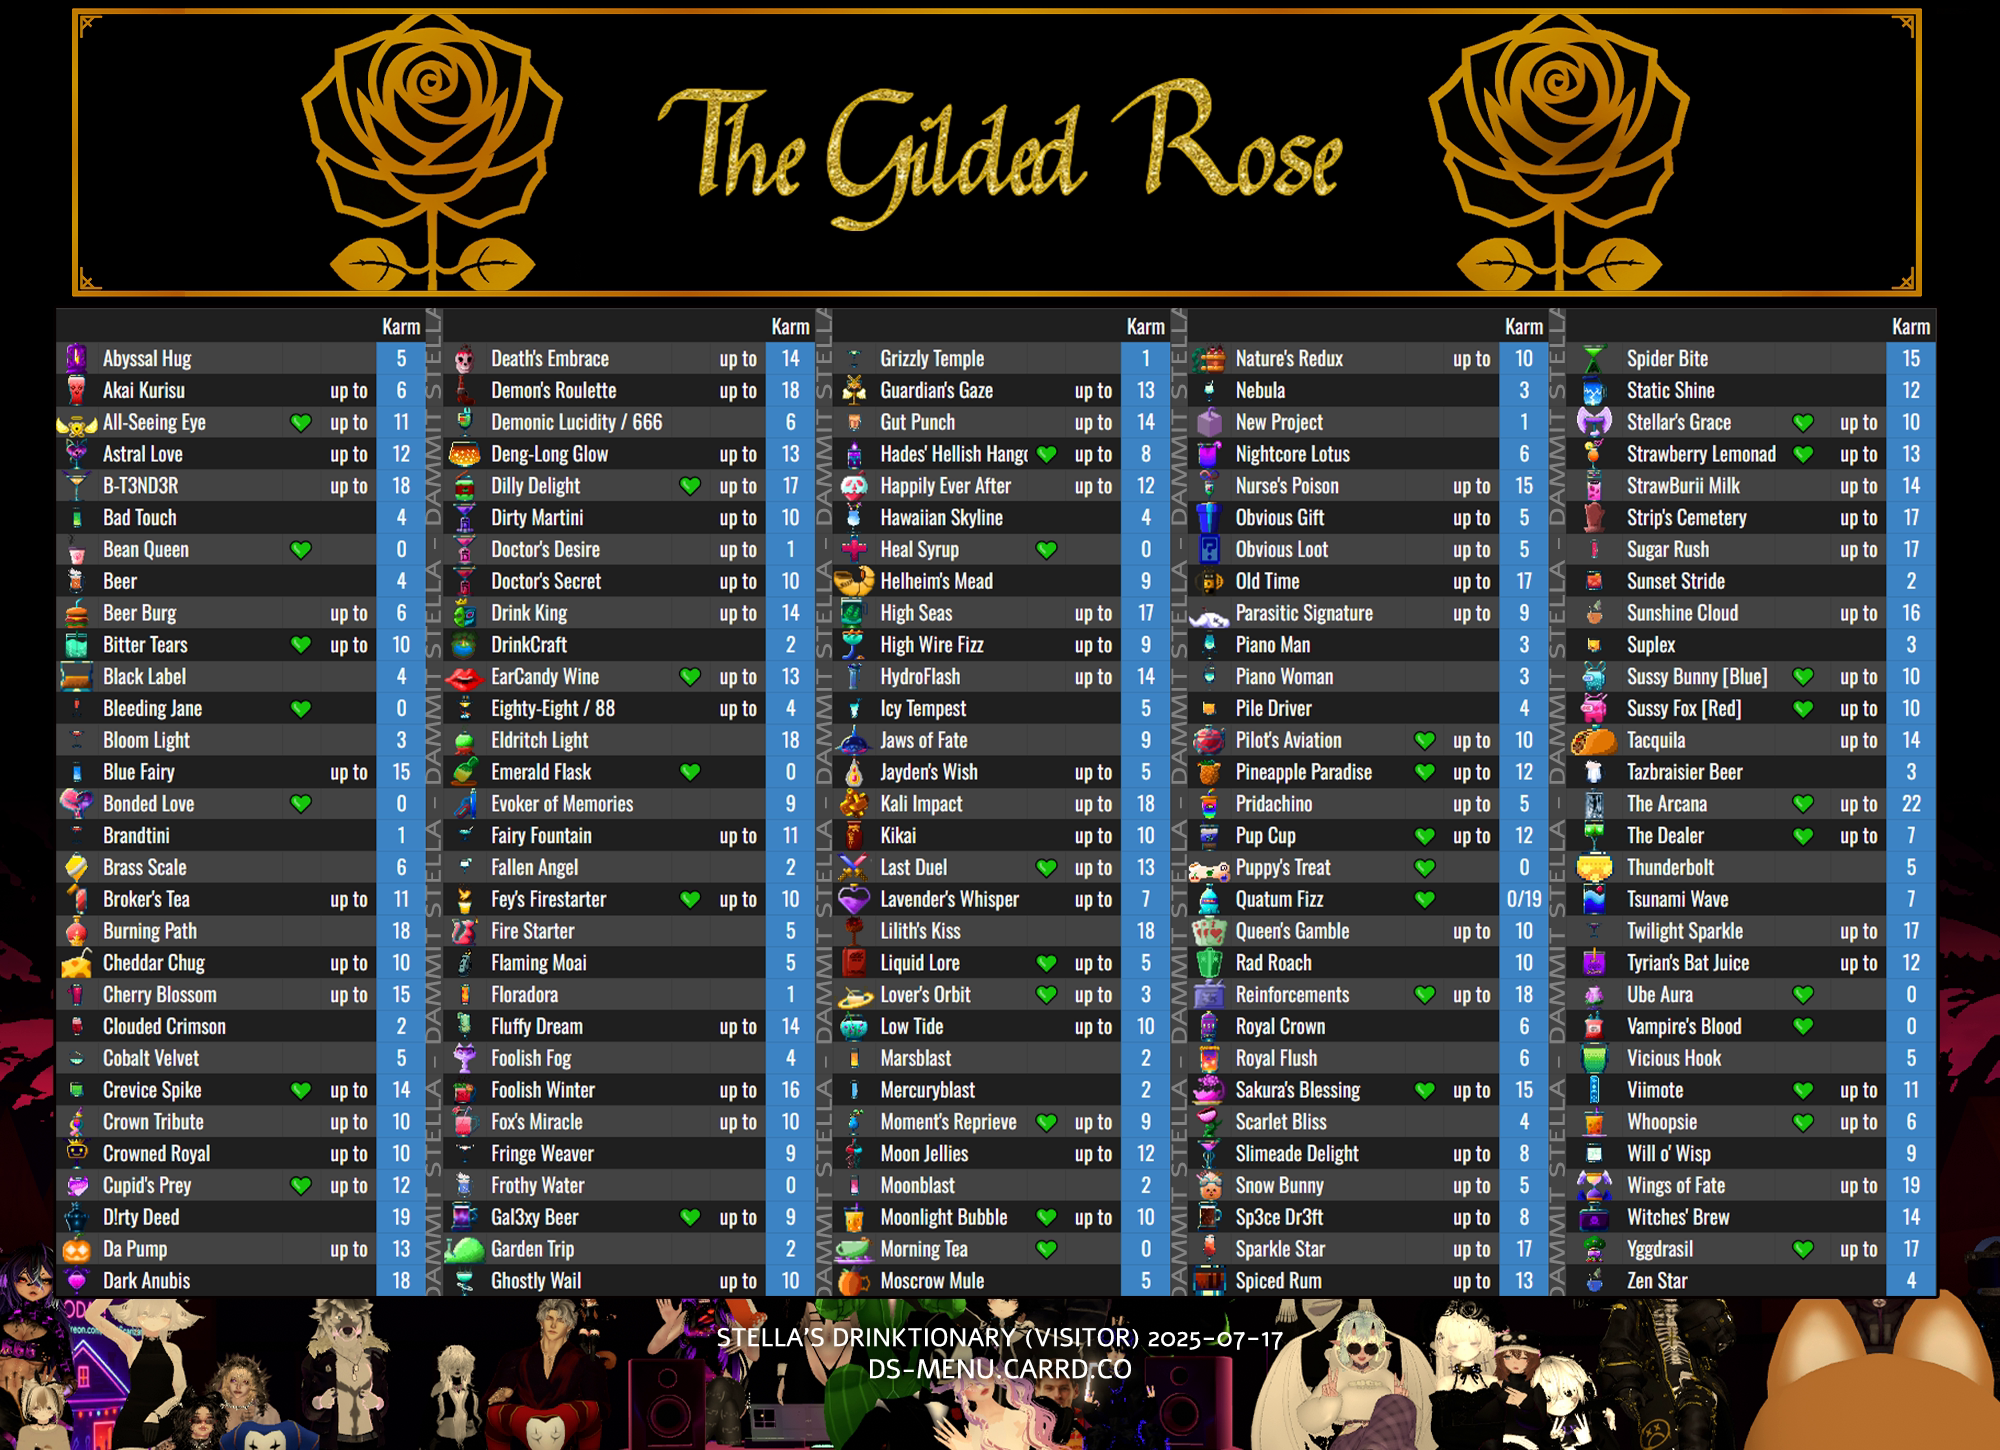 The Gilded Rose
Karm
Abyssal Hug 5
Akai Kurisu up to 6
All-Seeing Eye up to 11
Astral Love up to 12
B-T3ND3R up to 18
Bad Touch 4
Bean Queen 0
Beer 4
Beer Burg up to 6
Bitter Tears up to 10
Black Label 4
Bleeding Jane 0
Bloom Light 3
Blue Fairy up to 15
Bonded Love 0
Brandtini 1
Brass Scale 6
Broker's Tea up to 11
Burning Path 18
Cheddar Chug up to 10
Cherry Blossom up to 15
Clouded Crimson 2
Cobalt Velvet 5
Crevice Spike up to 14
Crown Tribute up to 10
Crowned Royal up to 10
Cupid's Prey up to 12
D!rty Deed 19
Da Pump up to 13
Dark Anubis 18
STELLA - DAMMIT STELLA - DAMMIT STELLA - DAMMIT STELLA
Karm
Death's Embrace up to 14
Demon's Roulette up to 18
Demonic Lucidity / 666 6
Deng-Long Glow up to 13
Dilly Delight up to 17
Dirty Martini up to 10
Doctor's Desire up to 1
Doctor's Secret up to 10
Drink King up to 14
DrinkCraft 2
EarCandy Wine up to 13
Eighty-Eight / 88 up to 4
Eldritch Light 18
Emerald Flask 0
Evoker of Memories 9
Fairy Fountain up to 11
Fallen Angel 2
Fey's Firestarter up to 10
Fire Starter 5
Flaming Moai 5
Floradora 1
Fluffy Dream up to 14
Foolish Fog 4
Foolish Winter up to 16
Fox's Miracle up to 10
Fringe Weaver 9
Frothy Water 0
Gal3xy Beer up to 9
Garden Trip 2
Ghostly Wail up to 10
DAMMIT STELLA - DAMMIT STELLA - DAMMIT STELLA
Karm
Grizzly Temple 1
Guardian's Gaze up to 13
Gut Punch up to 14
Hades' Hellish Hang up to 8
Happily Ever After up to 12
Hawaiian Skyline 4
Heal Syrup 0
Helheim's Mead 9
High Seas up to 17
High Wire Fizz up to 9
HydroFlash up to 14
Icy Tempest 5
Jaws of Fate 9
Jayden's Wish up to 5
Kali Impact up to 18
Kikai up to 10
Last Duel up to 13
Lavender's Whisper up to 7
Lilith's Kiss 18
Liquid Lore up to 5
Lover's Orbit up to 3
Low Tide up to 10
Marsblast 2
Mercuryblast 2
Moment's Reprieve up to 9
Moon Jellies up to 12
Moonblast 2
Moonlight Bubble up to 10
Morning Tea 0
Moscrow Mule 5
DAMMIT STELLA - DAMMIT STELLA - DAMMIT STELLA
Karm
Nature's Redux up to 10
Nebula 3
New Project 1
Nightcore Lotus 6
Nurse's Poison up to 15
Obvious Gift up to 5
Obvious Loot up to 5
Old Time up to 17
Parasitic Signature up to 9
Piano Man 3
Piano Woman 3
Pile Driver 4
Pilot's Aviation up to 10
Pineapple Paradise up to 12
Pridachino up to 5
Pup Cup up to 12
Puppy's Treat 0
Quatum Fizz 0/19
Queen's Gamble up to 10
Rad Roach 10
Reinforcements up to 18
Royal Crown 6
Royal Flush 6
Sakura's Blessing up to 15
Scarlet Bliss 4
Slimeade Delight up to 8
Snow Bunny up to 5
Sp3ce Dr3ft up to 8
Sparkle Star up to 17
Spiced Rum up to 13
DAMMIT STELLA - DAMMIT STELLA - DAMMIT STELLA
Karm
Spider Bite 15
Static Shine 12
Stellar's Grace up to 10
Strawberry Lemonad up to 13
StrawBurii Milk up to 14
Strip's Cemetery up to 17
Sugar Rush up to 17
Sunset Stride 2
Sunshine Cloud up to 16
Suplex 3
Sussy Bunny [Blue] up to 10
Sussy Fox [Red] up to 10
Tacquila up to 14
Tazbraisier Beer 3
The Arcana up to 22
The Dealer up to 7
Thunderbolt 5
Tsunami Wave 7
Twilight Sparkle up to 17
Tyrian's Bat Juice up to 12
Ube Aura 0
Vampire's Blood 0
Vicious Hook 5
Viimote up to 11
Whoopsie up to 6
Will o' Wisp 9
Wings of Fate up to 19
Witches' Brew 14
Yggdrasil up to 17
Zen Star 4
STELLA'S DRINKTIONARY (VISITOR) 2025-07-17
DS-MENU.CARRD.CO